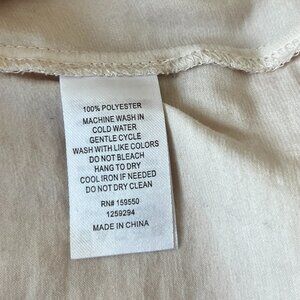 100% POLYESTER
MACHINE WASH IN
COLD WATER
GENTLE CYCLE
WASH WITH LIKE COLORS
DO NOT BLEACH
HANG TO DRY
COOL IRON IF NEEDED
DO NOT DRY CLEAN
RN# 159550
1259294
MADE IN CHINA